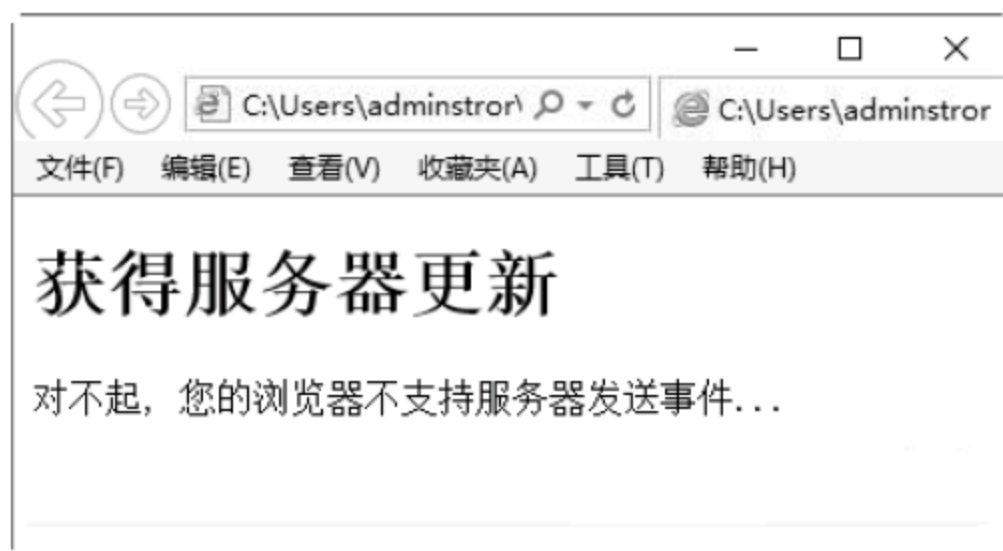 C:\Users\adminstror\ C:\Users\adminstror
文件(F) 编辑(E) 查看(V) 收藏夹(A) 工具(T) 帮助(H)
获得服务器更新
对不起，您的浏览器不支持服务器发送事件...